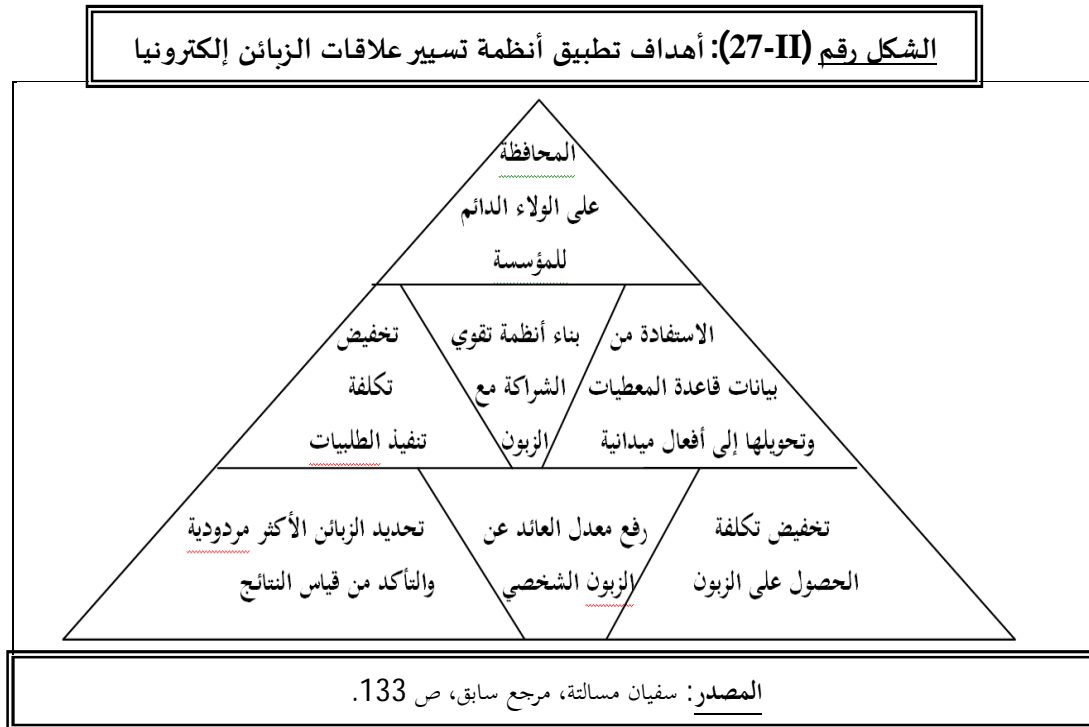 الشكل رقم (II-27): أهداف تطبيق أنظمة تسيير علاقات الزبائن إلكترونيا
المحافظة
على الولاء الدائم
للمؤسسة
الاستفادة من
بيانات قاعدة المعطيات
وتحويلها إلى أفعال ميدانية
بناء أنظمة تقوي
الشراكة مع
الزبون
تخفيض
تكلفة
تنفيذ الطلبيات
تخفيض تكلفة
الحصول على الزبون
رفع معدل العائد عن
الزبون الشخصي
تحديد الزبائن الأكثر مردودية
والتأكد من قياس النتائج
المصدر: سفيان مسالتة، مرجع سابق، ص 133.